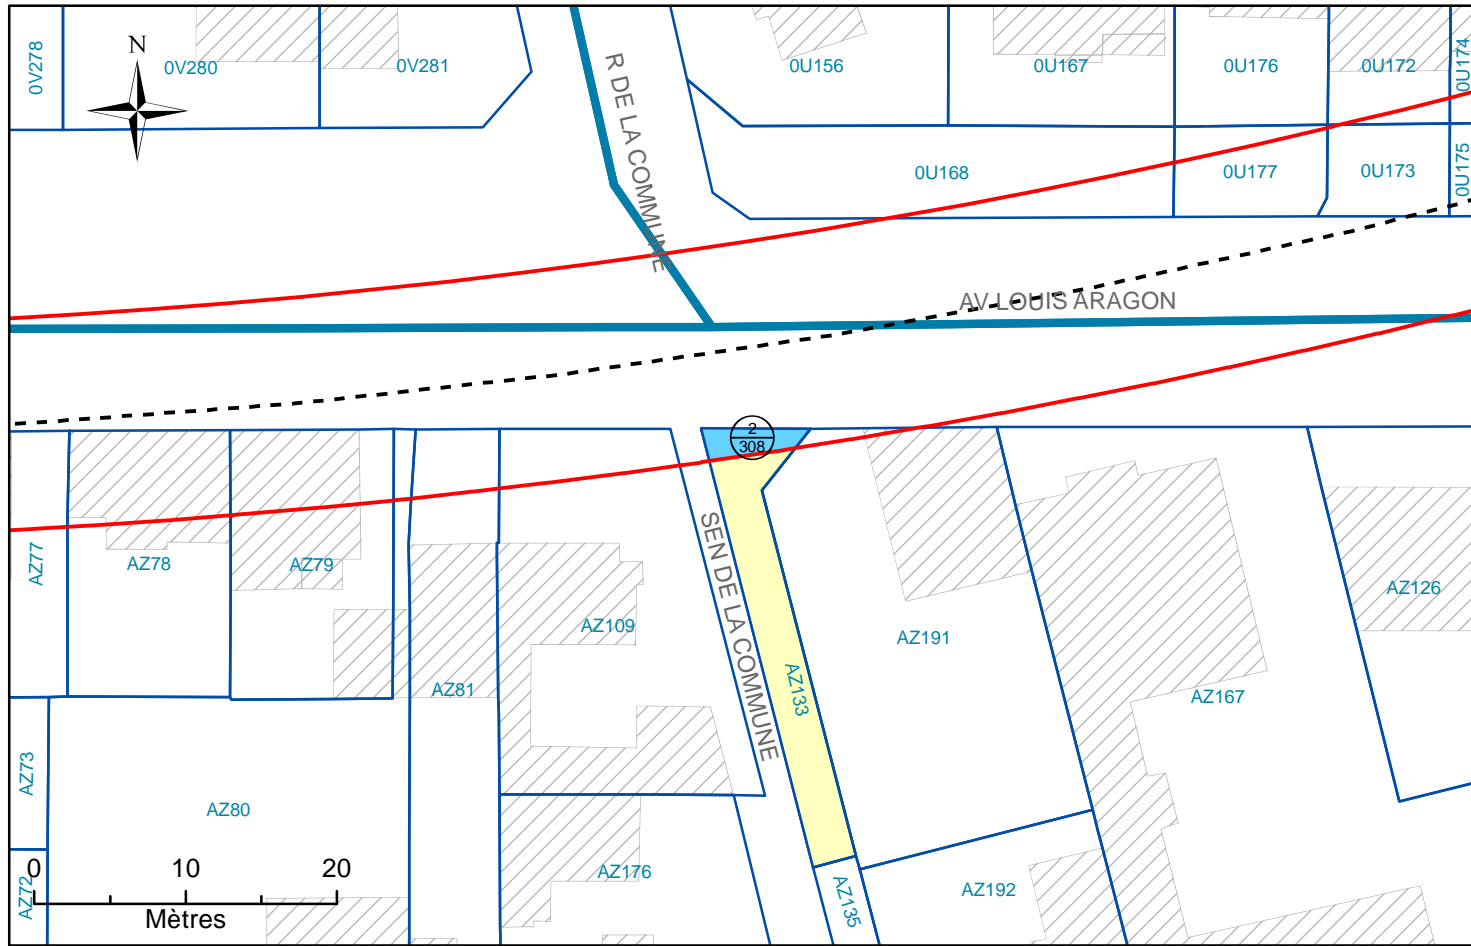 0V278
N
0V280
0V281
R DE LA COMMUNE
0U156
0U167
0U176
0U172
0U174
0U168
0U177
0U173
0U175
AV LOUIS ARAGON
2
308
SEN DE LA COMMUNE
AZ77
AZ78
AZ79
AZ109
AZ81
AZ133
AZ191
AZ167
AZ126
AZ73
AZ80
AZ176
AZ72
AZ135
AZ192
0 10 20
Mètres